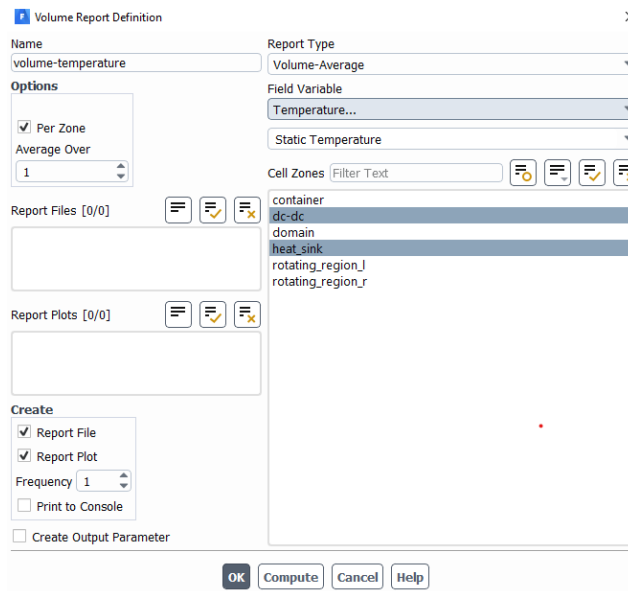 Volume Report Definition
Name
volume-temperature
Options
Per Zone
Average Over
1
Report Files [0/0]
Report Plots [0/0]
Create
Report File
Report Plot
Frequency 1
Print to Console
Create Output Parameter
Report Type
Volume-Average
Field Variable
Temperature...
Static Temperature
Cell Zones Filter Text
container
dc-dc
domain
heat_sink
rotating_region_l
rotating_region_r
OK Compute Cancel Help